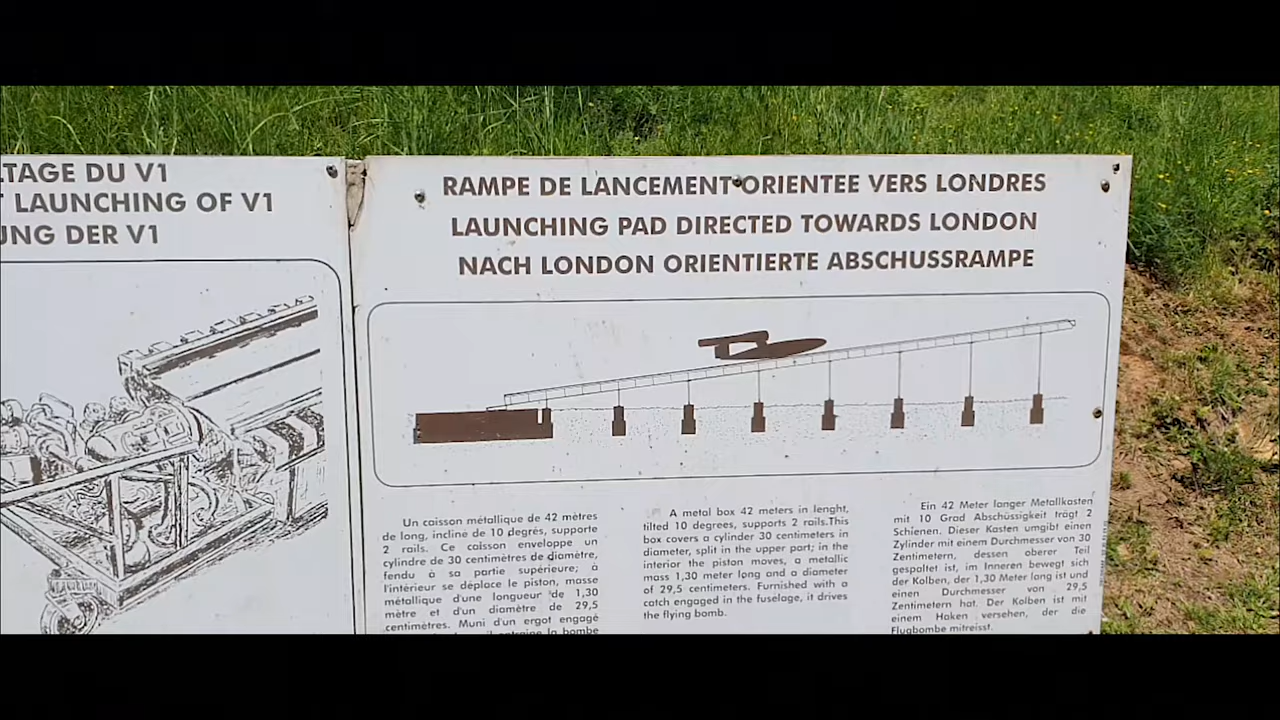 TAGE DU V1
LAUNCHING OF V1
UNG DER V1
RAMPE DE LANCEMENT ORIENTEE VERS LONDRES
LAUNCHING PAD DIRECTED TOWARDS LONDON
NACH LONDON ORIENTIERTE ABSCHUSSRAMPE
Un caisson métallique de 42 mètres
de long, incline de 10 degrés, supporte
2 rails. Ce caisson enveloppe un
cylindre de 30 centimètres de diamètre,
fendu à sa partie supérieure; à
l'intérieur se déplace le piston, masse
métallique d'une longueur de 1,30
mètre et d'un diamètre de 29,5
centimètres. Muni d'un ergot engagé
entraine la bombe
A metal box 42 meters in lenght,
tilted 10 degrees, supports 2 rails.This
box covers a cylinder 30 centimeters in
diameter, split in the upper part; in the
interior the piston moves, a metallic
mass 1,30 meter long and a diameter
of 29,5 centimeters. Furnished with a
catch engaged in the fuselage, it drives
the flying bomb.
Ein 42 Meter langer Metallkasten
mit 10 Grad Abschüssigkeit trägt 2
Schienen. Dieser Kasten umgibt einen
Zylinder mit einem Durchmesser von 30
Zentimetern, dessen oberer Teil
gespaltet ist, im Inneren bewegt sich
der Kolben, der 1,30 Meter lang ist und
einen Durchmesser von 29,5
Zentimetern hat. Der Kolben ist mit
einem Haken versehen, der die
Flugbombe mitreisst.